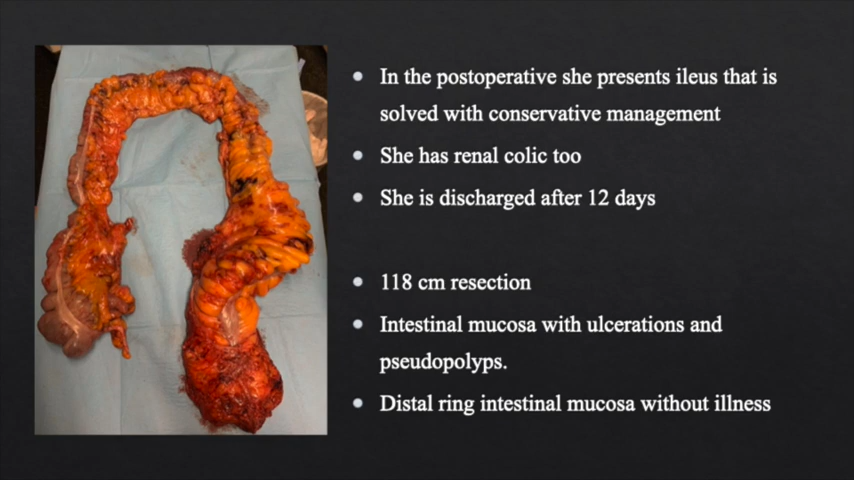 In the postoperative she presents ileus that is
solved with conservative management
She has renal colic too
She is discharged after 12 days
118 cm resection
Intestinal mucosa with ulcerations and
pseudopolyps.
Distal ring intestinal mucosa without illness